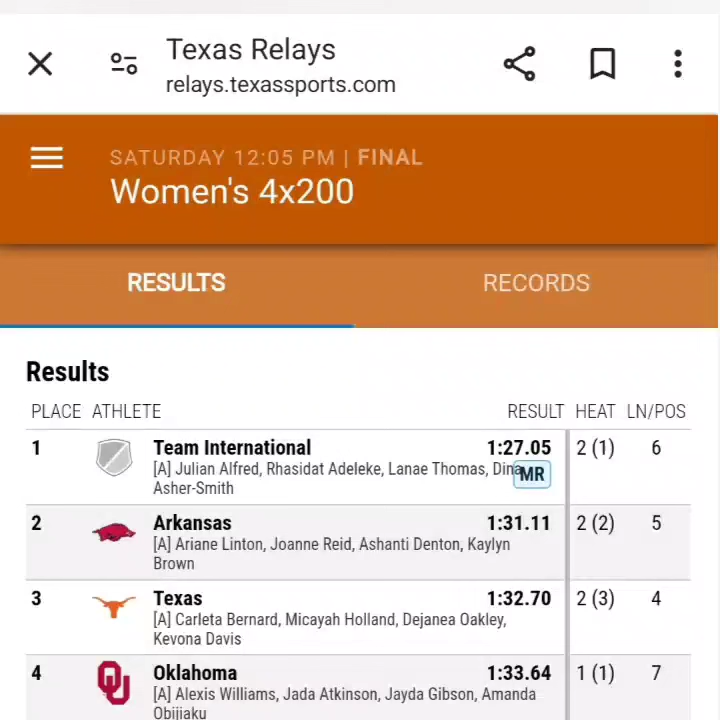 Texas Relays
relays.texassports.com
SATURDAY 12:05 PM | FINAL
Women's 4x200
RESULTS RECORDS
Results
PLACE ATHLETE RESULT HEAT LN/POS
1 Team International 1:27.05 2 (1) 6
[A] Julian Alfred, Rhasidat Adeleke, Lanae Thomas, Dina MR
Asher-Smith
2 Arkansas 1:31.11 2 (2) 5
[A] Ariane Linton, Joanne Reid, Ashanti Denton, Kaylyn
Brown
3 Texas 1:32.70 2 (3) 4
[A] Carleta Bernard, Micayah Holland, Dejanea Oakley,
Kevona Davis
4 Oklahoma 1:33.64 1 (1) 7
[A] Alexis Williams, Jada Atkinson, Jayda Gibson, Amanda
Obijiaku